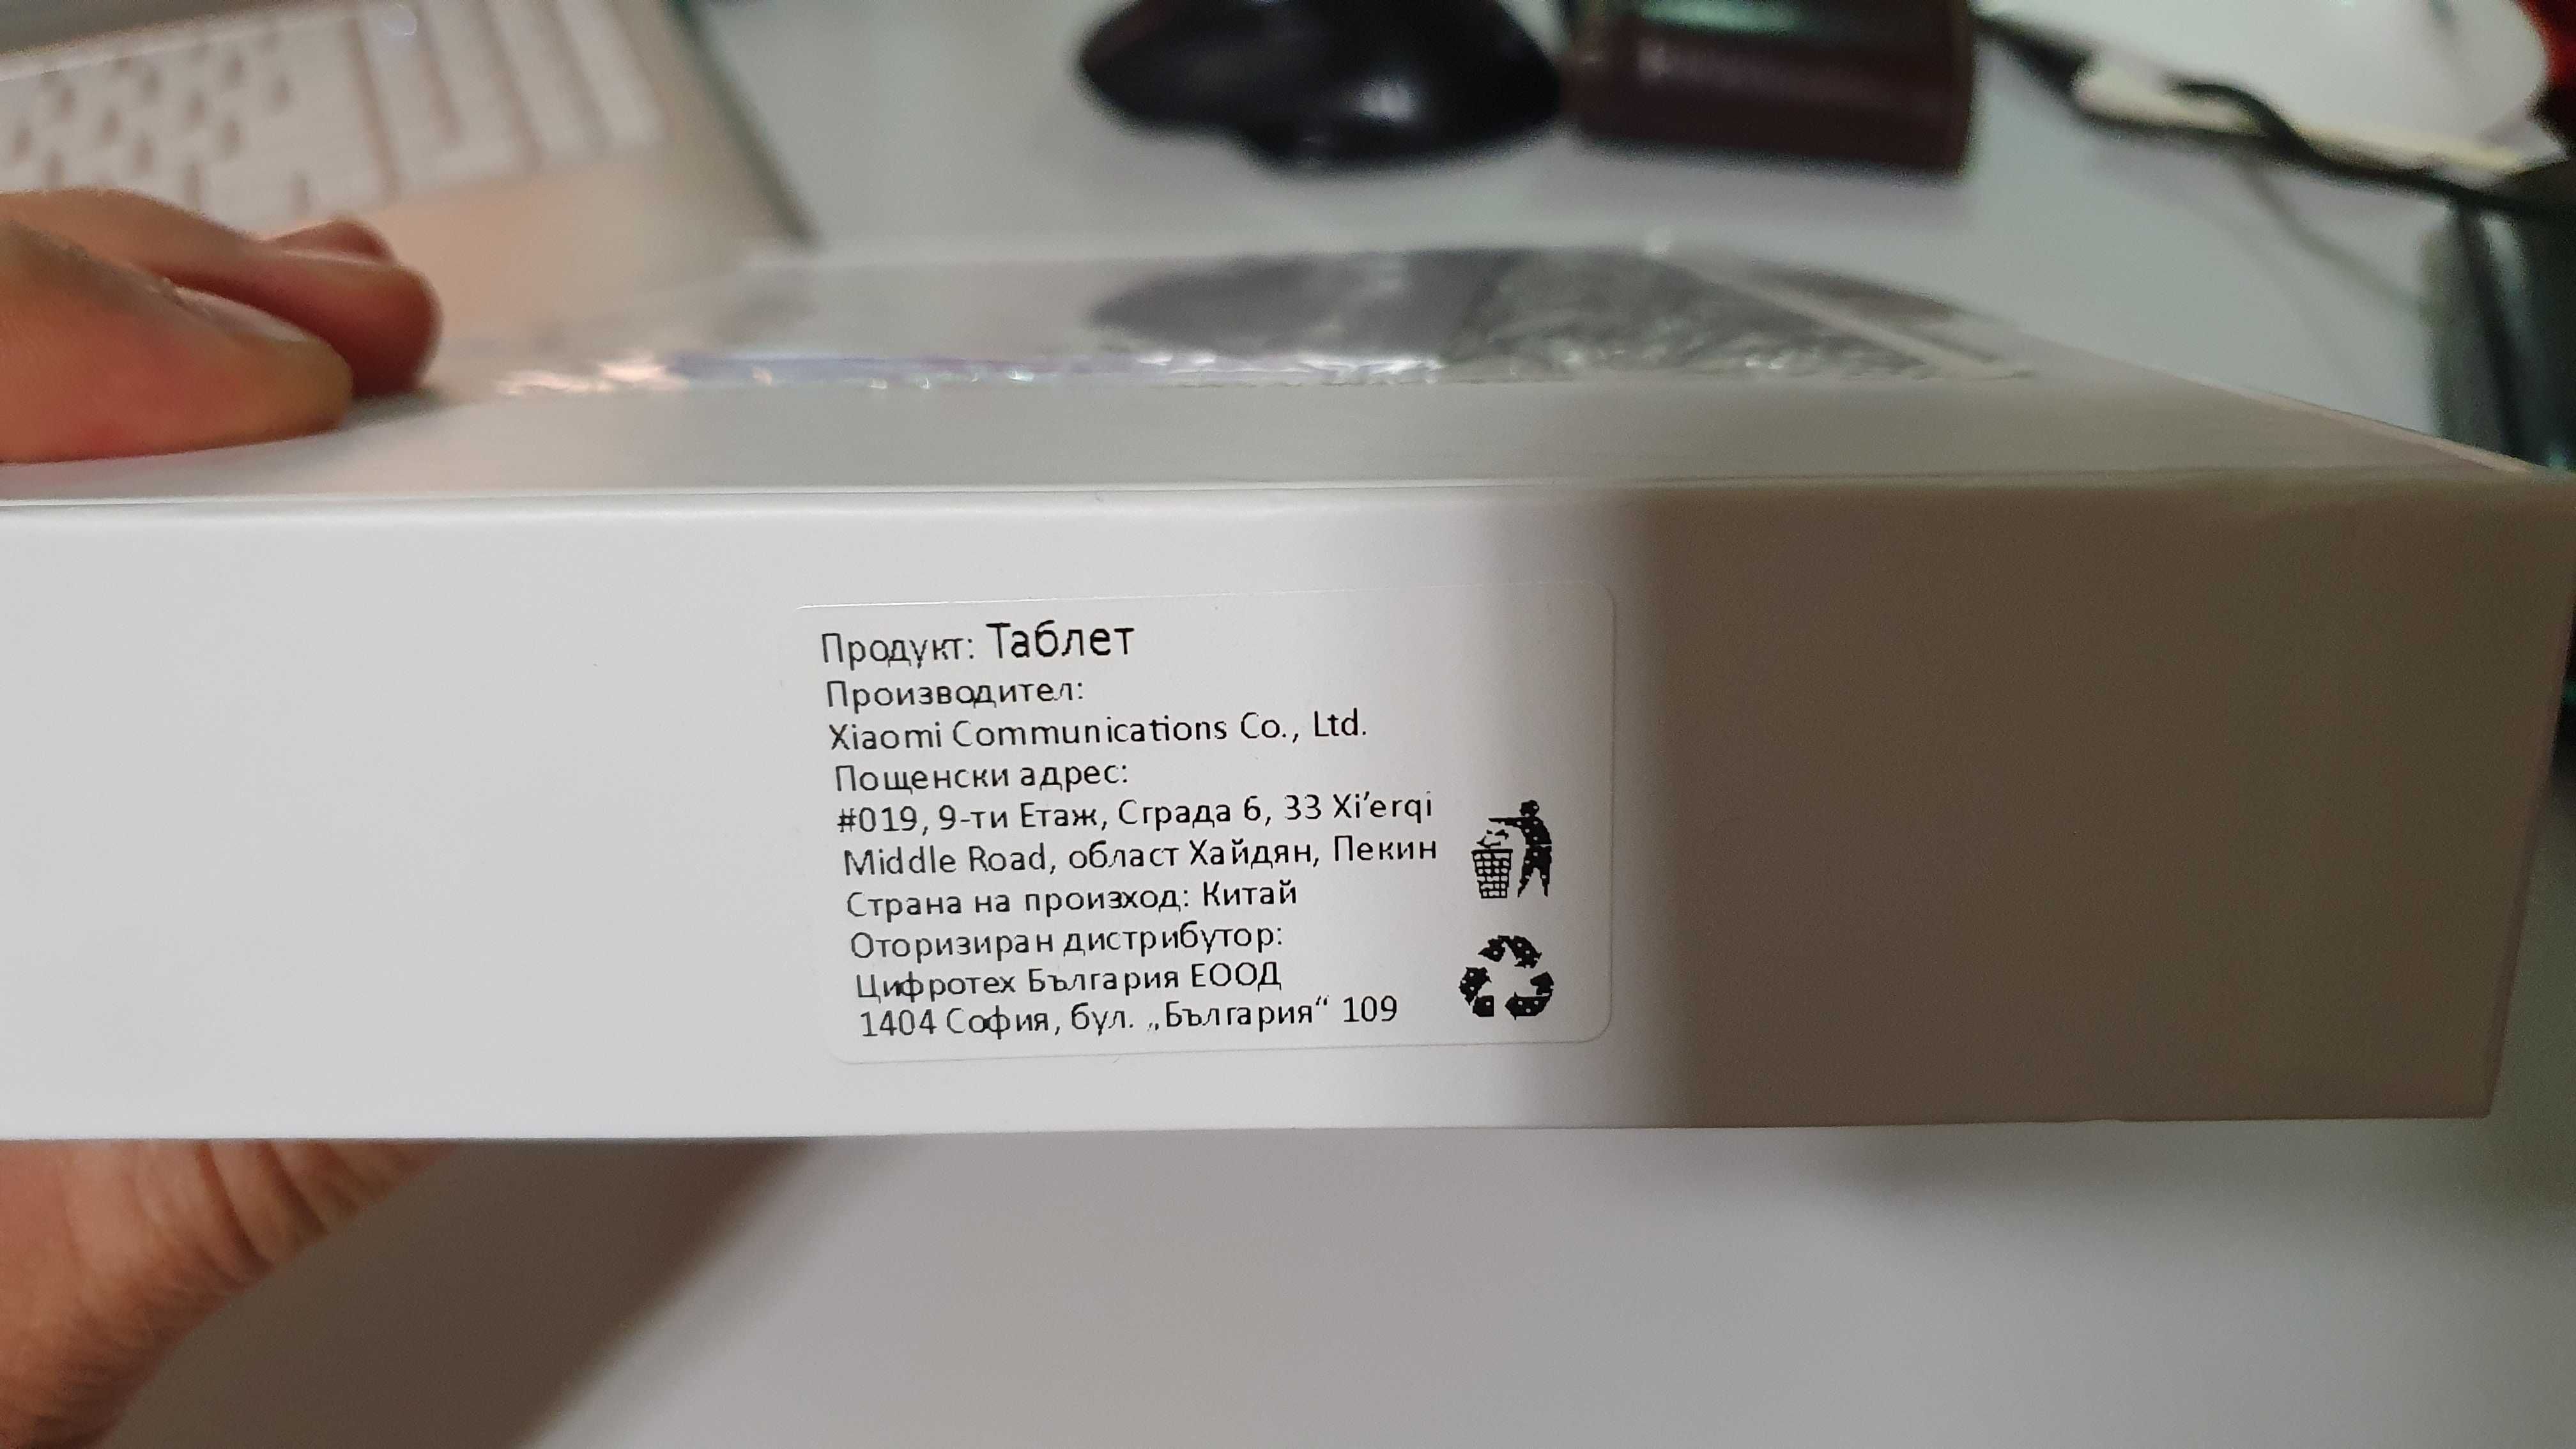 Продукт: Таблет
Производител:
Xiaomi Communications Co., Ltd.
Пощенски адрес:
#019, 9-ти Етаж, Сграда 6, 33 Xi’erqi
Middle Road, област Хайдян, Пекин
Страна на произход: Китай
Оторизиран дистрибутор:
Цифротех България ЕООД
1404 София, бул. „България“ 109